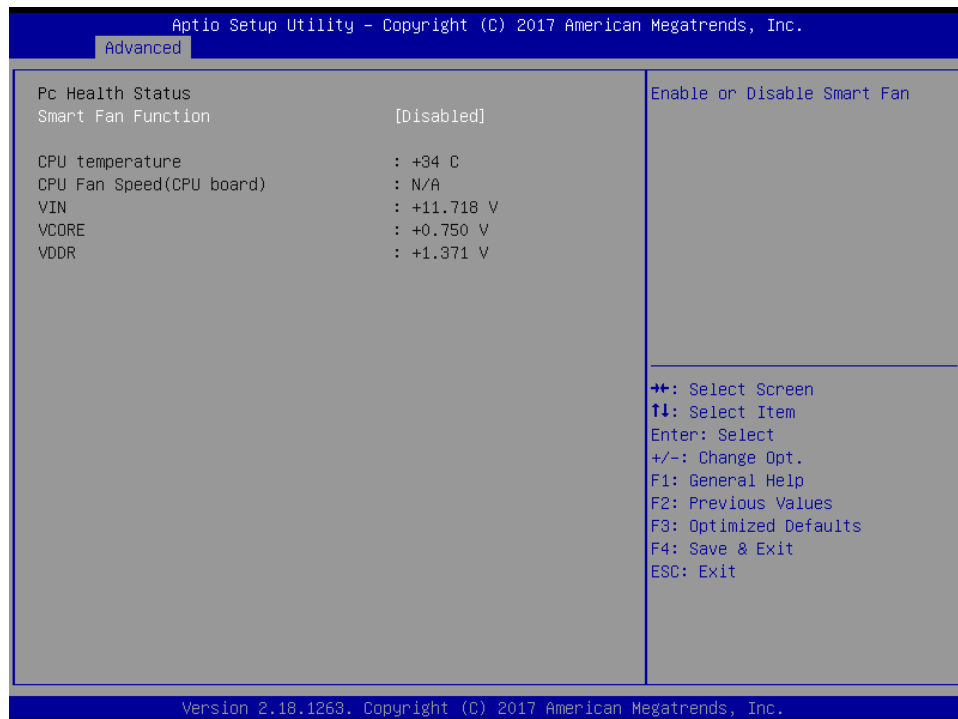 Aptio Setup Utility – Copyright (C) 2017 American Megatrends, Inc.
Advanced
Pc Health Status
Smart Fan Function [Disabled]
CPU temperature : +34 C
CPU Fan Speed(CPU board) : N/A
VIN : +11.718 V
VCORE : +0.750 V
VDDR : +1.371 V
Enable or Disable Smart Fan
→←: Select Screen
↑↓: Select Item
Enter: Select
+/-: Change Opt.
F1: General Help
F2: Previous Values
F3: Optimized Defaults
F4: Save & Exit
ESC: Exit
Version 2.18.1263. Copyright (C) 2017 American Megatrends, Inc.